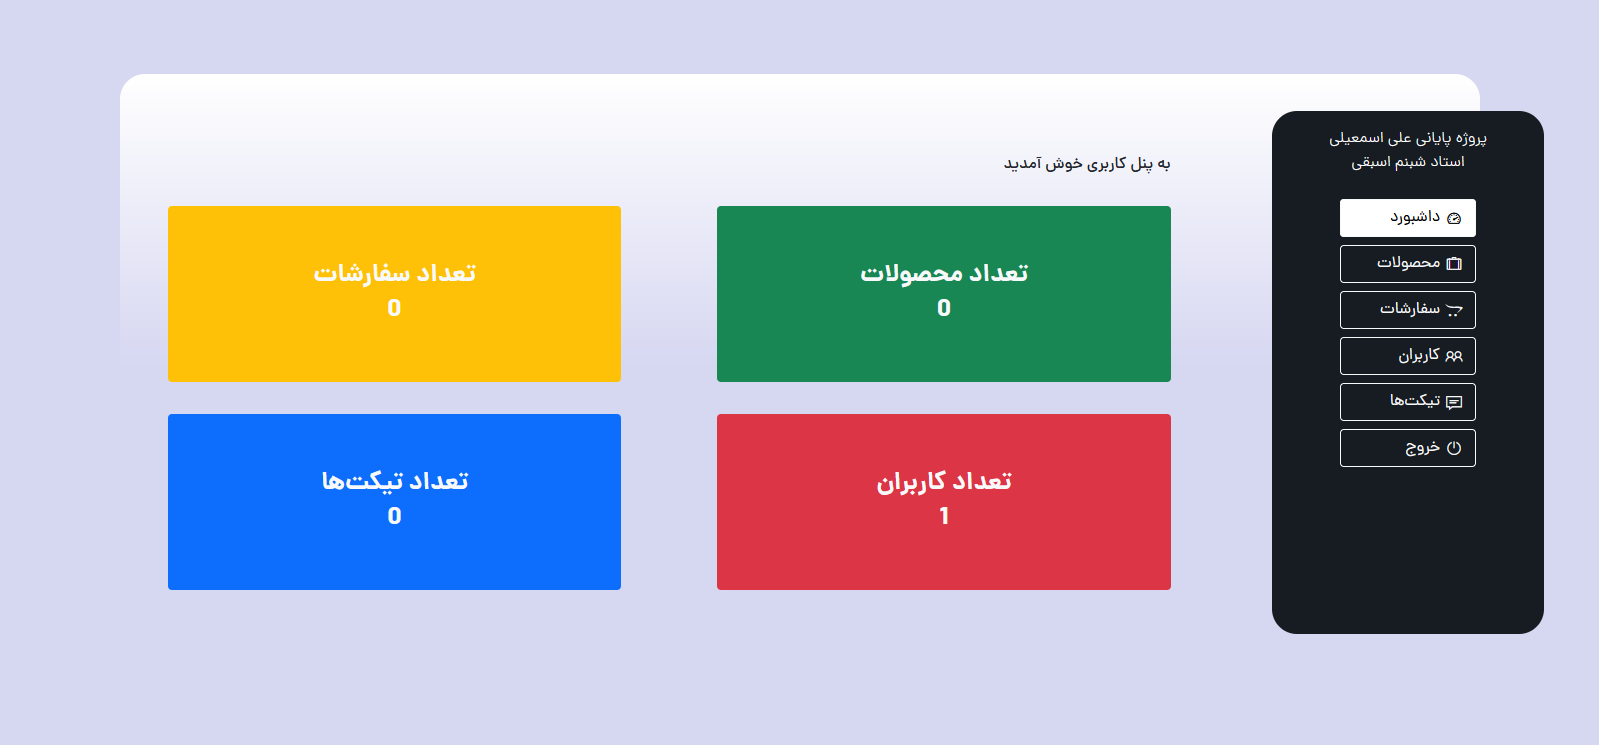 پروژه پایانی علی اسمعیلی
استاد شبنم اسبقی
داشبورد
محصولات
سفارشات
کاربران
تیکت‌ها
خروج
به پنل کاربری خوش آمدید
تعداد محصولات
0
تعداد سفارشات
0
تعداد کاربران
1
تعداد تیکت‌ها
0